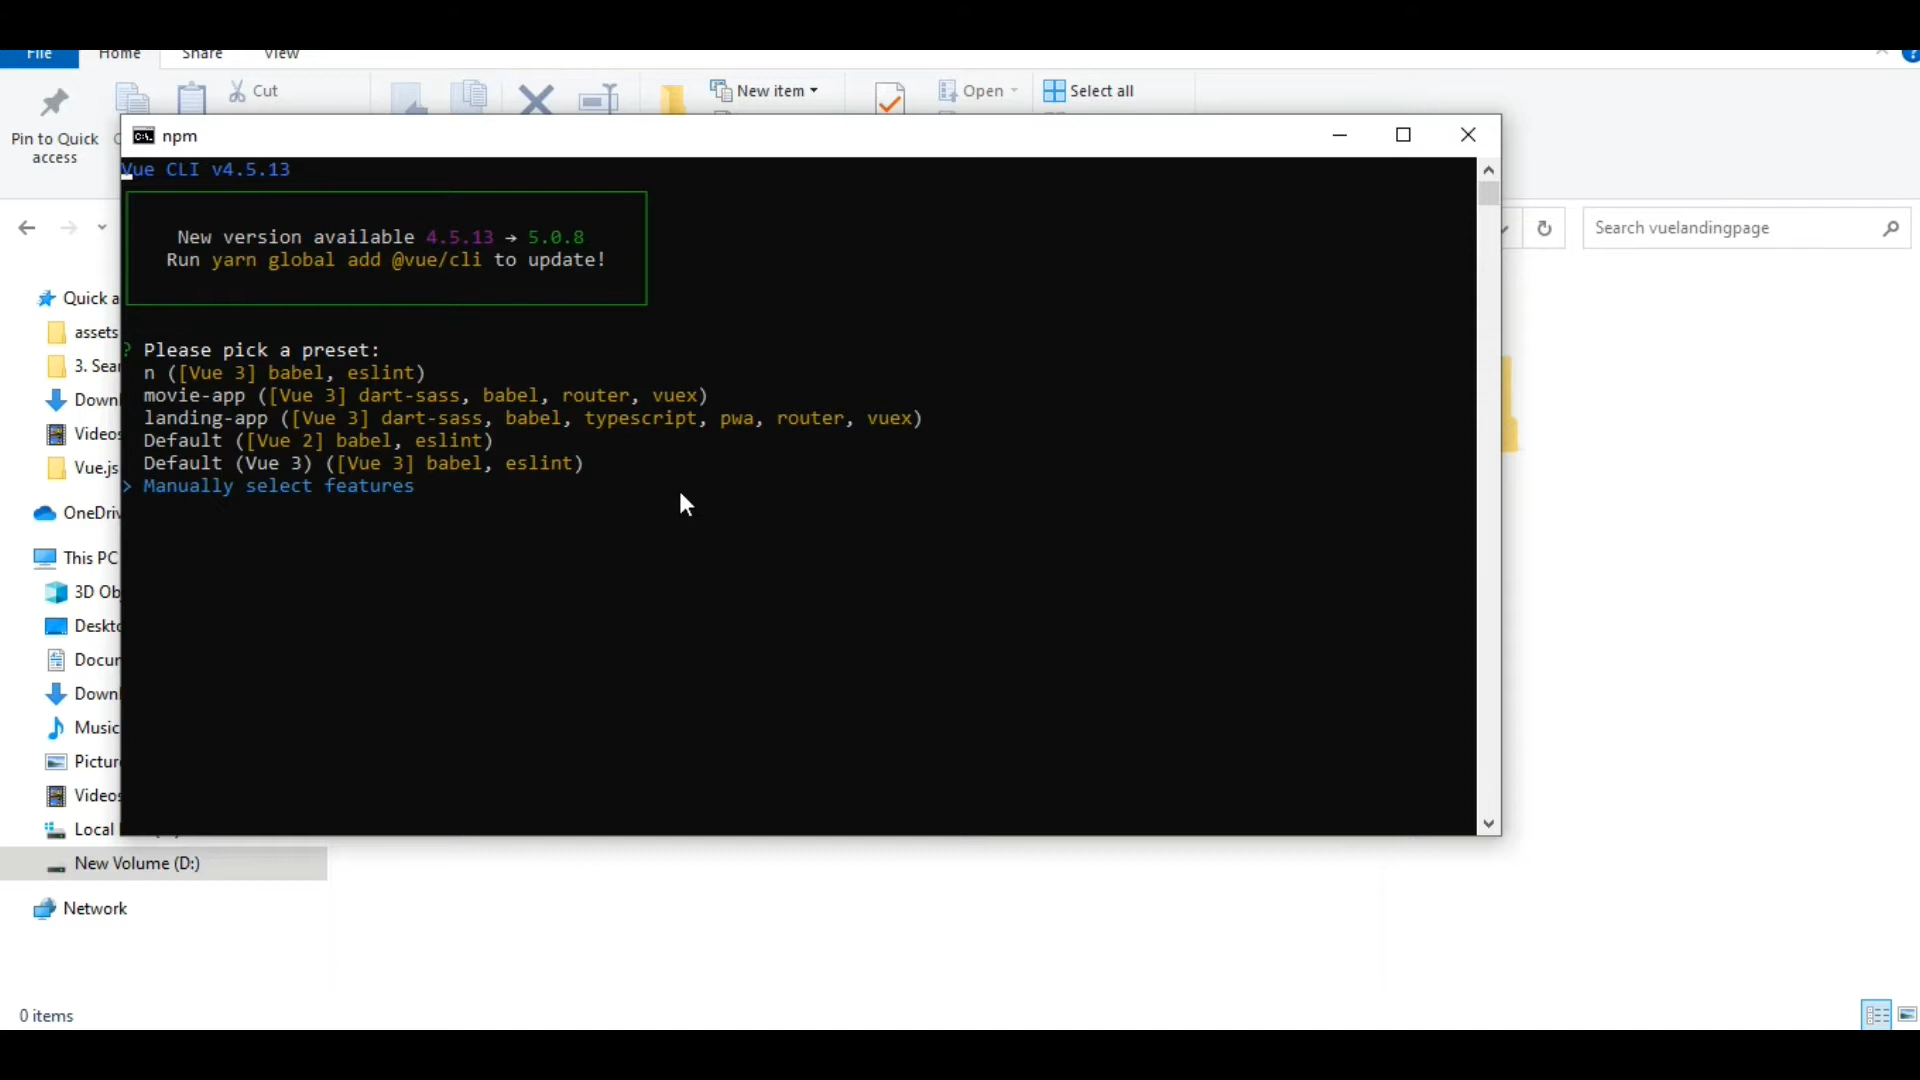 File Home Share View
Cut
New item
Open
Select all
Pin to Quick access
npm
Vue CLI v4.5.13
New version available 4.5.13 → 5.0.8
Run yarn global add @vue/cli to update!
Search vuelandingpage
? Please pick a preset:
n ([Vue 3] babel, eslint)
movie-app ([Vue 3] dart-sass, babel, router, vuex)
landing-app ([Vue 3] dart-sass, babel, typescript, pwa, router, vuex)
Default ([Vue 2] babel, eslint)
Default (Vue 3) ([Vue 3] babel, eslint)
> Manually select features
Quick a
assets
3. Sear
Downl
Videos
Vue.js
OneDriv
This PC
3D Obj
Deskto
Docun
Downl
Music
Picture
Videos
Local
New Volume (D:)
Network
0 items